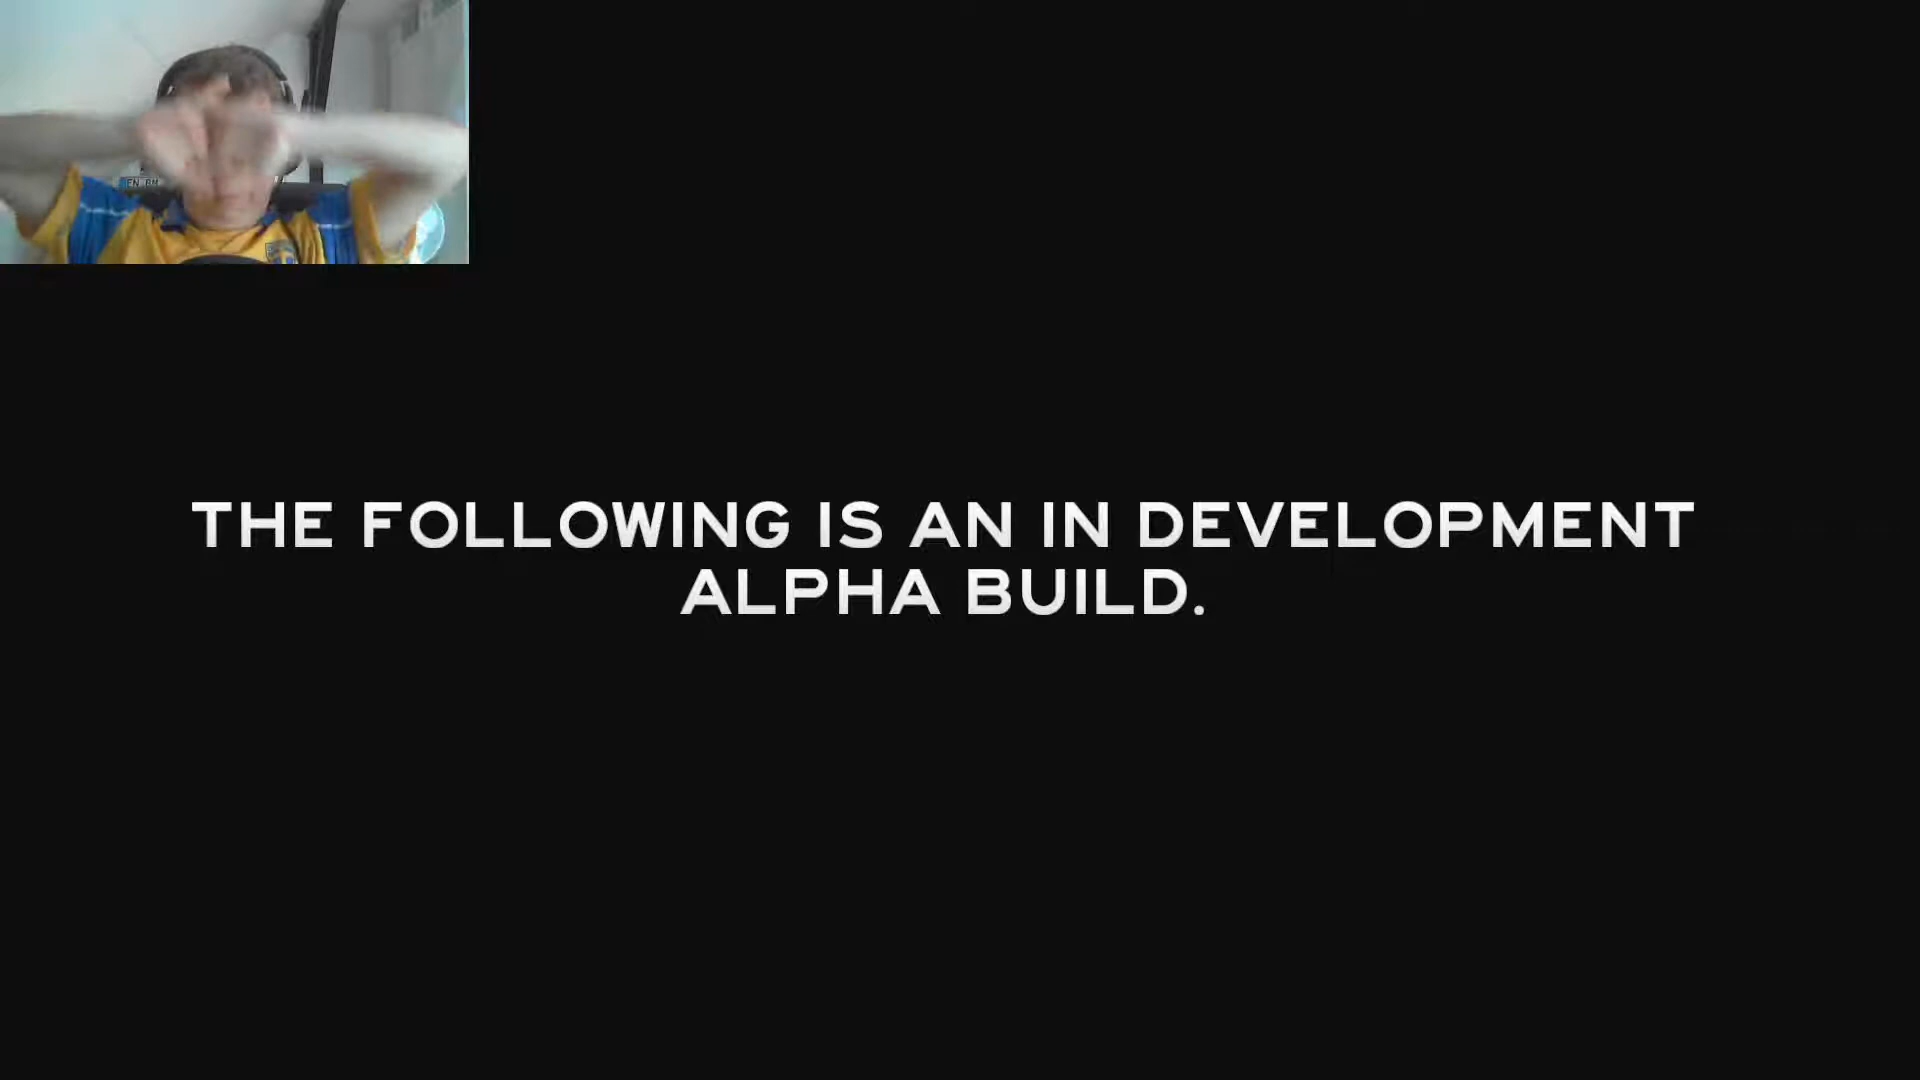 THE FOLLOWING IS AN IN DEVELOPMENT
ALPHA BUILD.